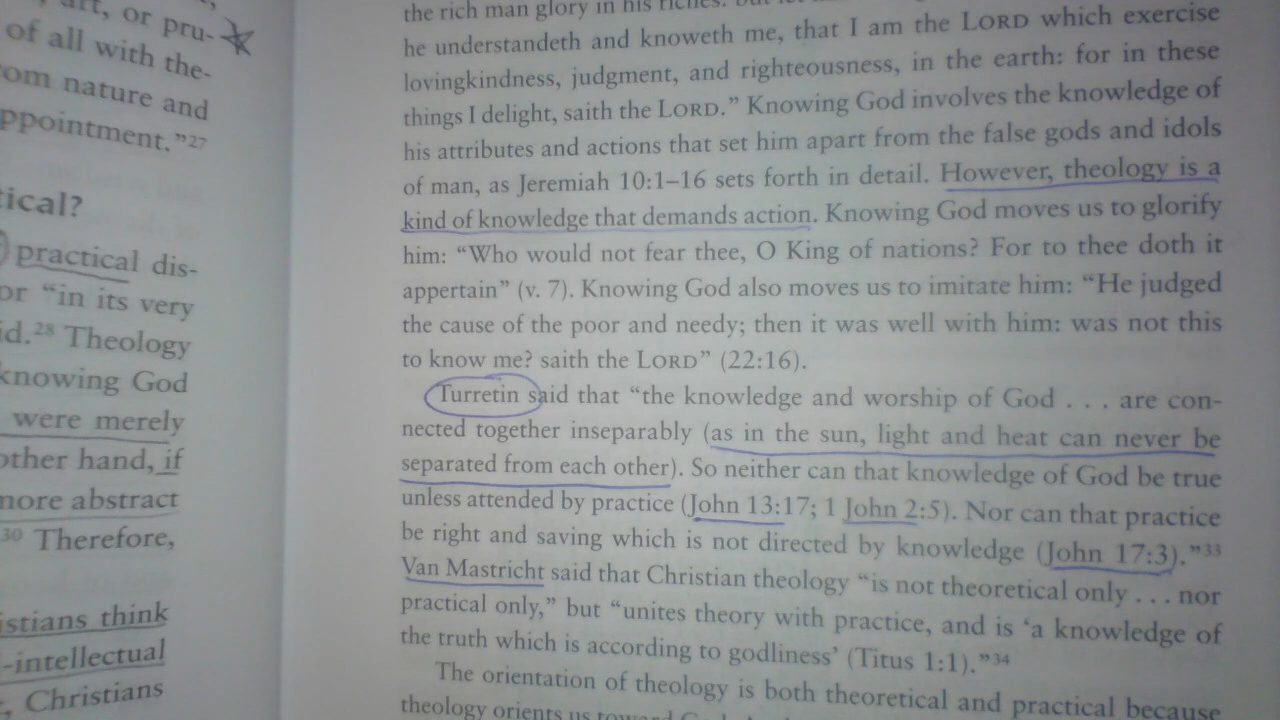 art, or pru-
of all with the-
om nature and
ppointment."27
tical?
practical dis-
or "in its very
id.28 Theology
knowing God
were merely
other hand, if
more abstract
30 Therefore,
istians think
-intellectual
, Christians
the rich man glory in his riches: but let
he understandeth and knoweth me, that I am the LORD which exercise
lovingkindness, judgment, and righteousness, in the earth: for in these
things I delight, saith the LORD." Knowing God involves the knowledge of
his attributes and actions that set him apart from the false gods and idols
of man, as Jeremiah 10:1–16 sets forth in detail. However, theology is a
kind of knowledge that demands action. Knowing God moves us to glorify
him: "Who would not fear thee, O King of nations? For to thee doth it
appertain" (v. 7). Knowing God also moves us to imitate him: "He judged
the cause of the poor and needy; then it was well with him: was not this
to know me? saith the LORD" (22:16).
Turretin said that "the knowledge and worship of God . . . are con-
nected together inseparably (as in the sun, light and heat can never be
separated from each other). So neither can that knowledge of God be true
unless attended by practice (John 13:17; 1 John 2:5). Nor can that practice
be right and saving which is not directed by knowledge (John 17:3)."33
Van Mastricht said that Christian theology "is not theoretical only . . . nor
practical only," but "unites theory with practice, and is 'a knowledge of
the truth which is according to godliness' (Titus 1:1)."34
The orientation of theology is both theoretical and practical because
theology orients us toward God